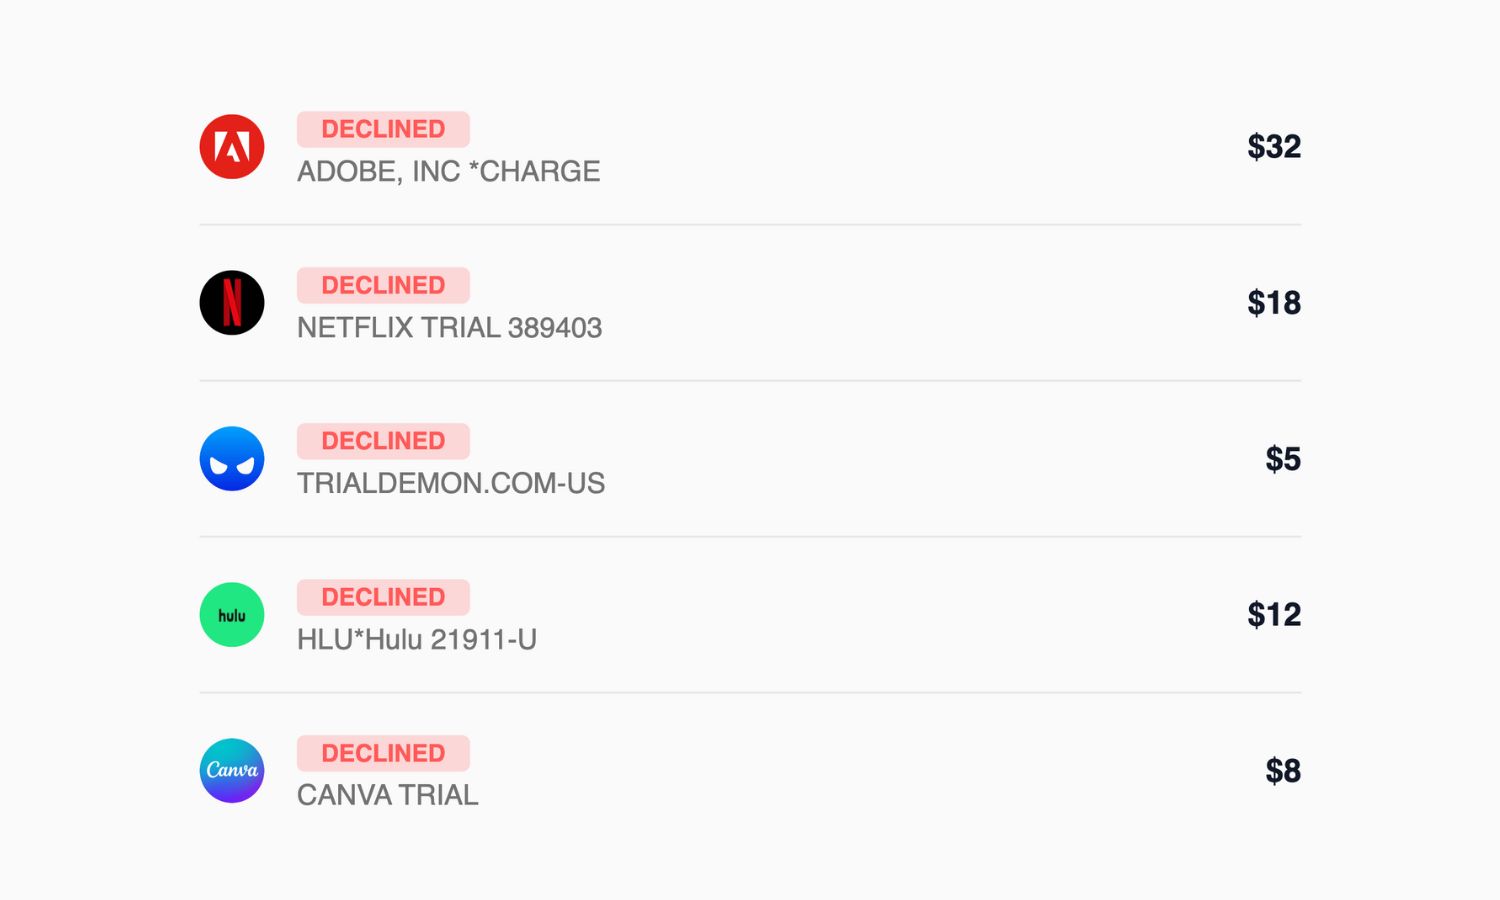 DECLINED
ADOBE, INC *CHARGE
$32
DECLINED
NETFLIX TRIAL 389403
$18
DECLINED
TRIALDEMON.COM-US
$5
hulu
DECLINED
HLU*Hulu 21911-U
$12
Canva
DECLINED
CANVA TRIAL
$8